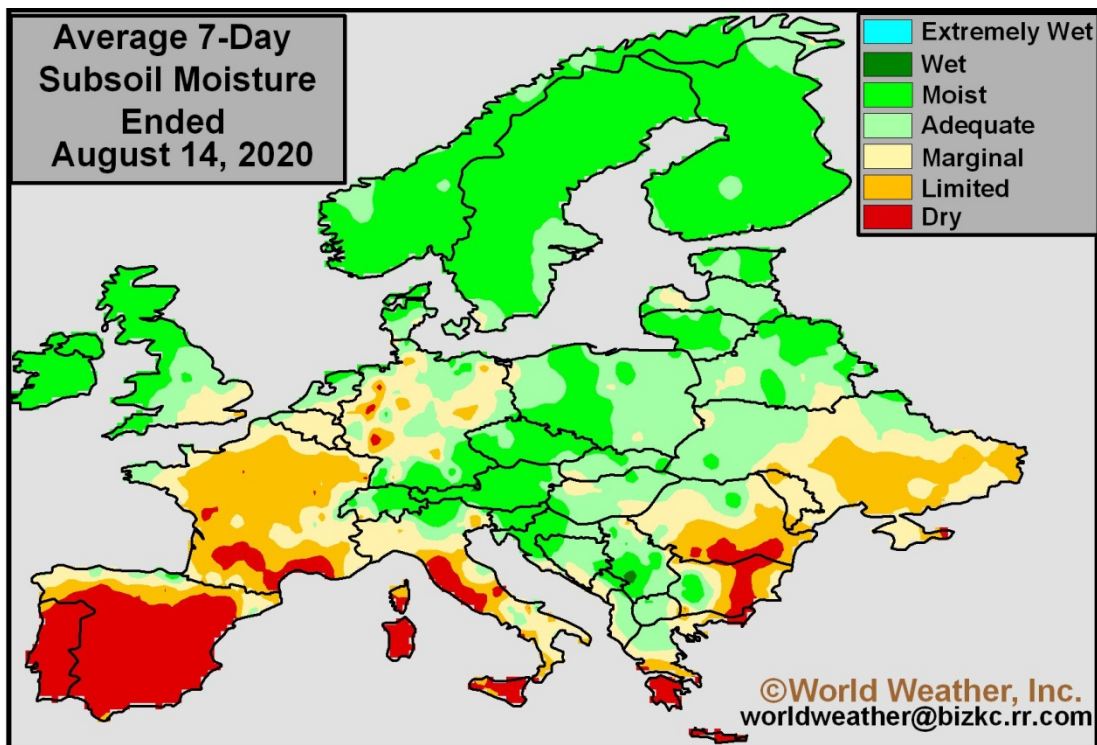 Average 7-Day
Subsoil Moisture
Ended
August 14, 2020
Extremely Wet
Wet
Moist
Adequate
Marginal
Limited
Dry
©World Weather, Inc.
worldweather@bizkc.rr.com